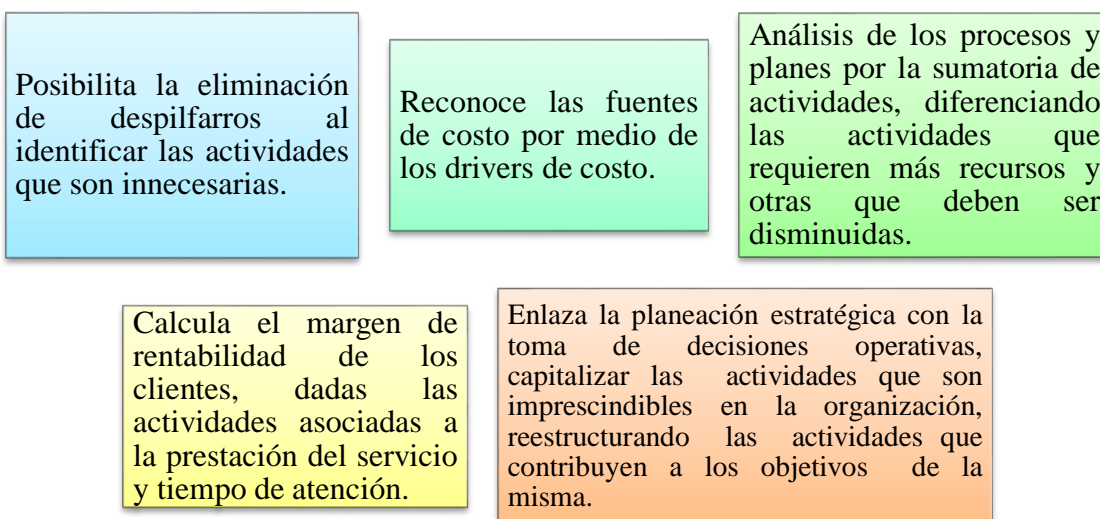 Posibilita la eliminación
de despilfarros al
identificar las actividades
que son innecesarias.
Reconoce las fuentes
de costo por medio de
los drivers de costo.
Análisis de los procesos y
planes por la sumatoria de
actividades, diferenciando
las actividades que
requieren más recursos y
otras que deben ser
disminuidas.
Calcula el margen de
rentabilidad de los
clientes, dadas las
actividades asociadas a
la prestación del servicio
y tiempo de atención.
Enlaza la planeación estratégica con la
toma de decisiones operativas,
capitalizar las actividades que son
imprescindibles en la organización,
reestructurando las actividades que
contribuyen a los objetivos de la
misma.